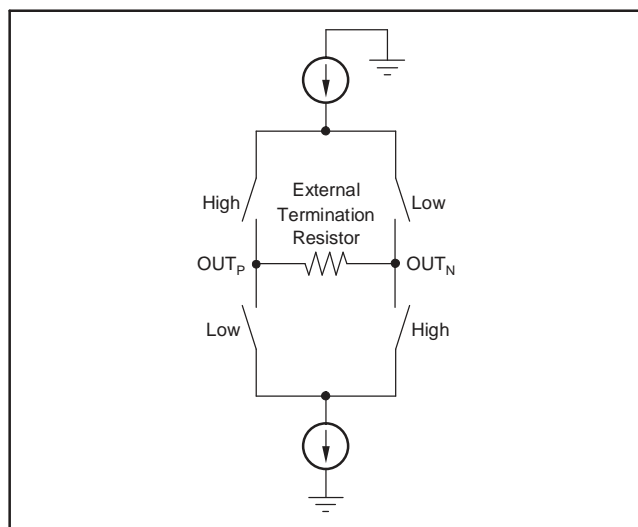 External
High
Termination
Low
Resistor
OUTP
OUTN
Low
High